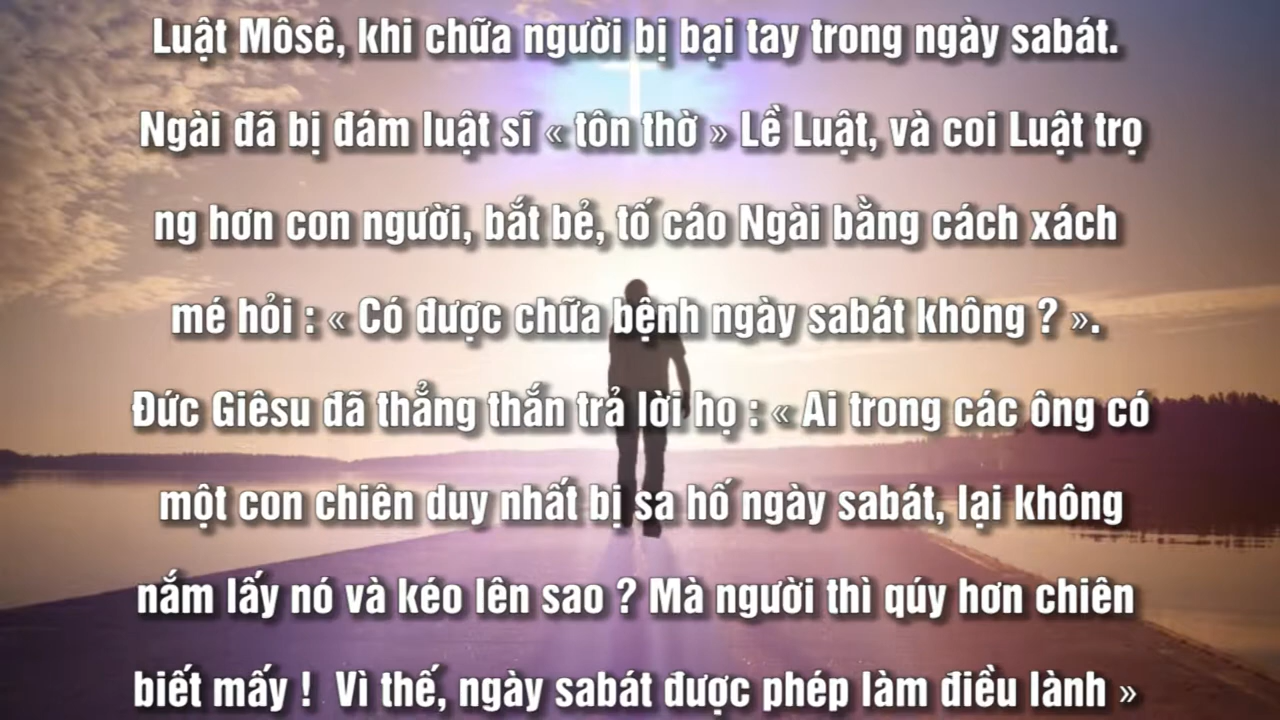 Luật Môsê, khi chữa người bị bại tay trong ngày sabát.
Ngài đã bị đám luật sĩ « tôn thờ » Lề Luật, và coi Luật trọ
ng hơn con người, bắt bẻ, tố cáo Ngài bằng cách xách
mé hỏi : « Có được chữa bệnh ngày sabát không ? ».
Đức Giêsu đã thẳng thắn trả lời họ : « Ai trong các ông có
một con chiên duy nhất bị sa hố ngày sabát, lại không
nắm lấy nó và kéo lên sao ? Mà người thì qúy hơn chiên
biết mấy !  Vì thế, ngày sabát được phép làm điều lành »